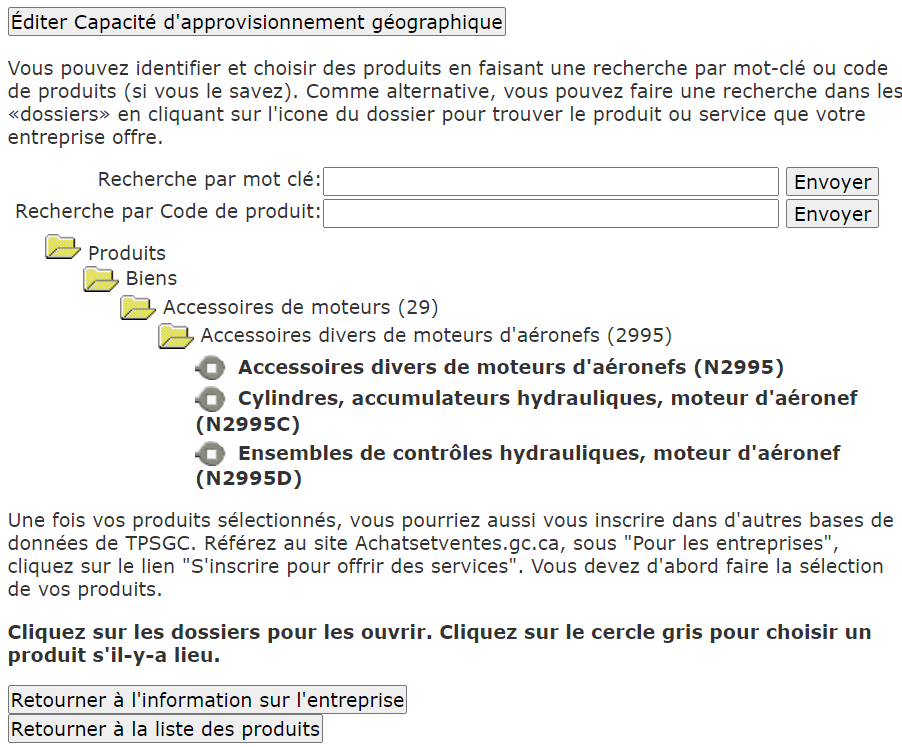 Éditer Capacité d'approvisionnement géographique
Vous pouvez identifier et choisir des produits en faisant une recherche par mot-clé ou code
de produits (si vous le savez). Comme alternative, vous pouvez faire une recherche dans les
«dossiers» en cliquant sur l'icone du dossier pour trouver le produit ou service que votre
entreprise offre.
Recherche par mot clé: Envoyer
Recherche par Code de produit: Envoyer
Produits
Biens
Accessoires de moteurs (29)
Accessoires divers de moteurs d'aéronefs (2995)
Accessoires divers de moteurs d'aéronefs (N2995)
Cylindres, accumulateurs hydrauliques, moteur d'aéronef
(N2995C)
Ensembles de contrôles hydrauliques, moteur d'aéronef
(N2995D)
Une fois vos produits sélectionnés, vous pourriez aussi vous inscrire dans d'autres bases de
données de TPSGC. Référez au site Achatsetventes.gc.ca, sous "Pour les entreprises",
cliquez sur le lien "S'inscrire pour offrir des services". Vous devez d'abord faire la sélection
de vos produits.
Cliquez sur les dossiers pour les ouvrir. Cliquez sur le cercle gris pour choisir un
produit s'il-y-a lieu.
Retourner à l'information sur l'entreprise
Retourner à la liste des produits